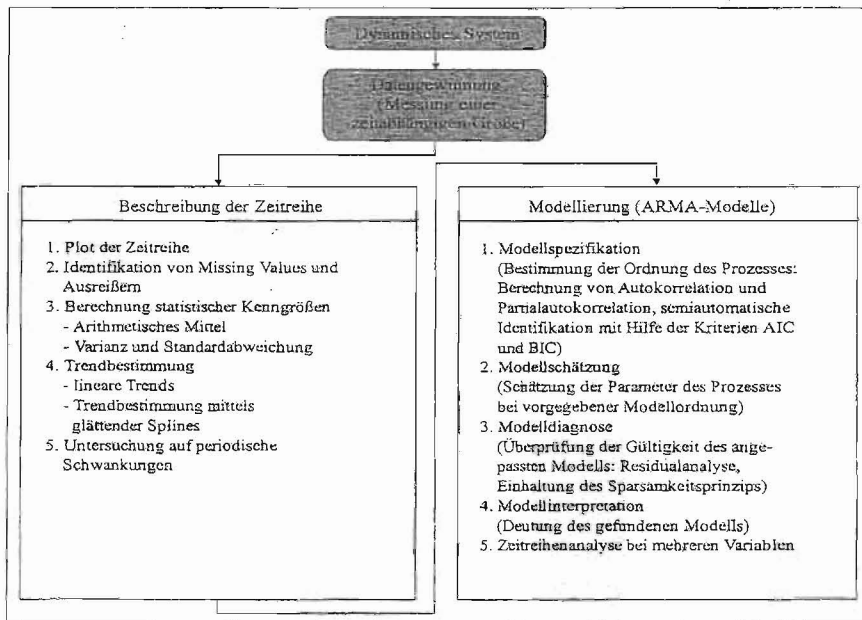 Dynamisches System
Datengewinnung
(Messung einer
zeitabhängigen Größe)
Beschreibung der Zeitreihe
1. Plot der Zeitreihe
2. Identifikation von Missing Values und
Ausreißern
3. Berechnung statistischer Kenngrößen
- Arithmetisches Mittel
- Varianz und Standardabweichung
4. Trendbestimmung
- lineare Trends
- Trendbestimmung mittels
glättender Splines
5. Untersuchung auf periodische
Schwankungen
Modellierung (ARMA-Modelle)
1. Modellspezifikation
(Bestimmung der Ordnung des Prozesses:
Berechnung von Autokorrelation und
Partialautokorrelation, semiautomatische
Identifikation mit Hilfe der Kriterien AIC
und BIC)
2. Modellschätzung
(Schätzung der Parameter des Prozesses
bei vorgegebener Modellordnung)
3. Modelldiagnose
(Überprüfung der Gültigkeit des ange-
passten Modells: Residualanalyse,
Einhaltung des Sparsamkeitsprinzips)
4. Modellinterpretation
(Deutung des gefundenen Modells)
5. Zeitreihenanalyse bei mehreren Variablen